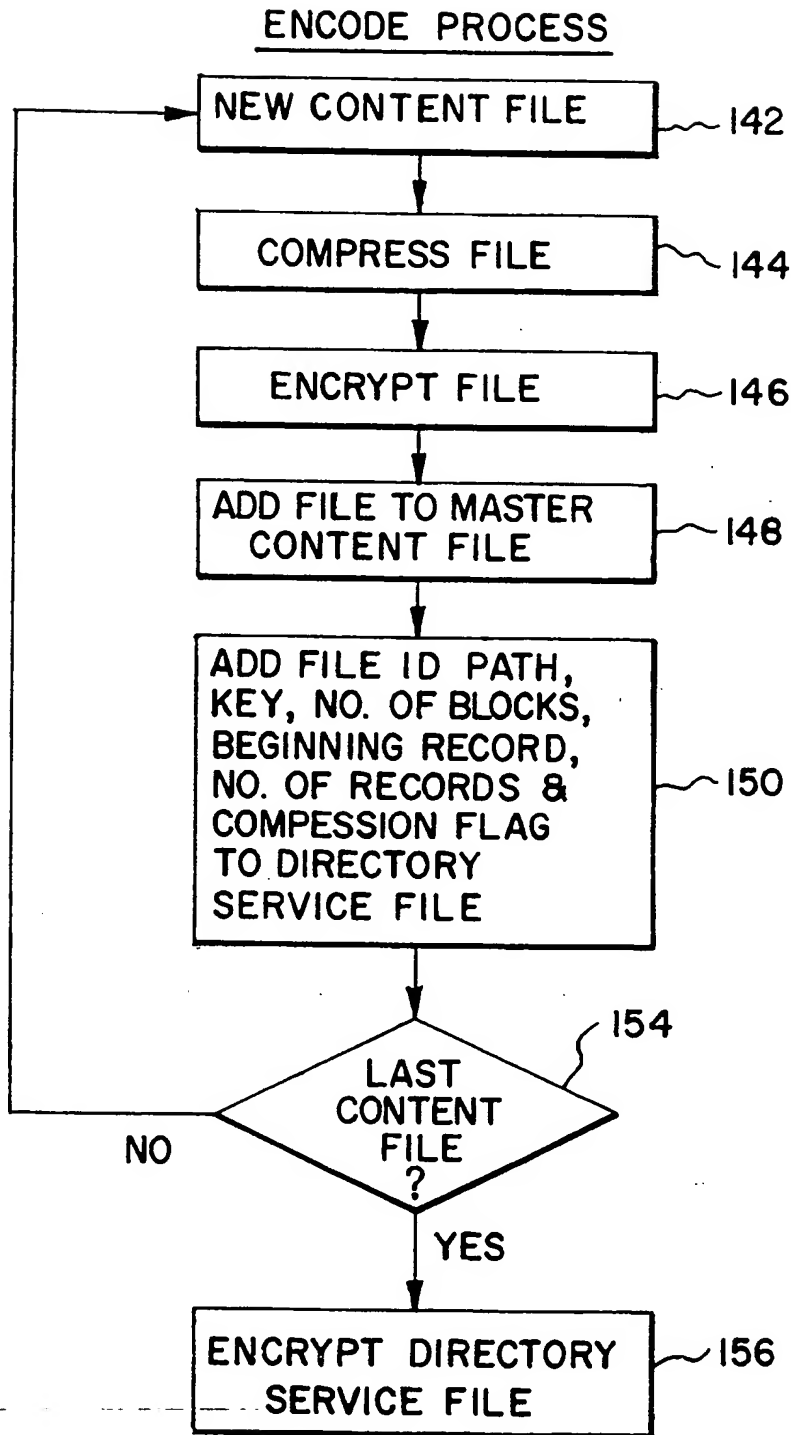 ENCODE PROCESS
NEW CONTENT FILE
142
COMPRESS FILE
144
ENCRYPT FILE
146
ADD FILE TO MASTER
CONTENT FILE
148
ADD FILE ID PATH,
KEY, NO. OF BLOCKS,
BEGINNING RECORD,
NO. OF RECORDS &
COMPESSION FLAG
TO DIRECTORY
SERVICE FILE
150
154
LAST
CONTENT
FILE
?
NO
YES
ENCRYPT DIRECTORY
SERVICE FILE
156